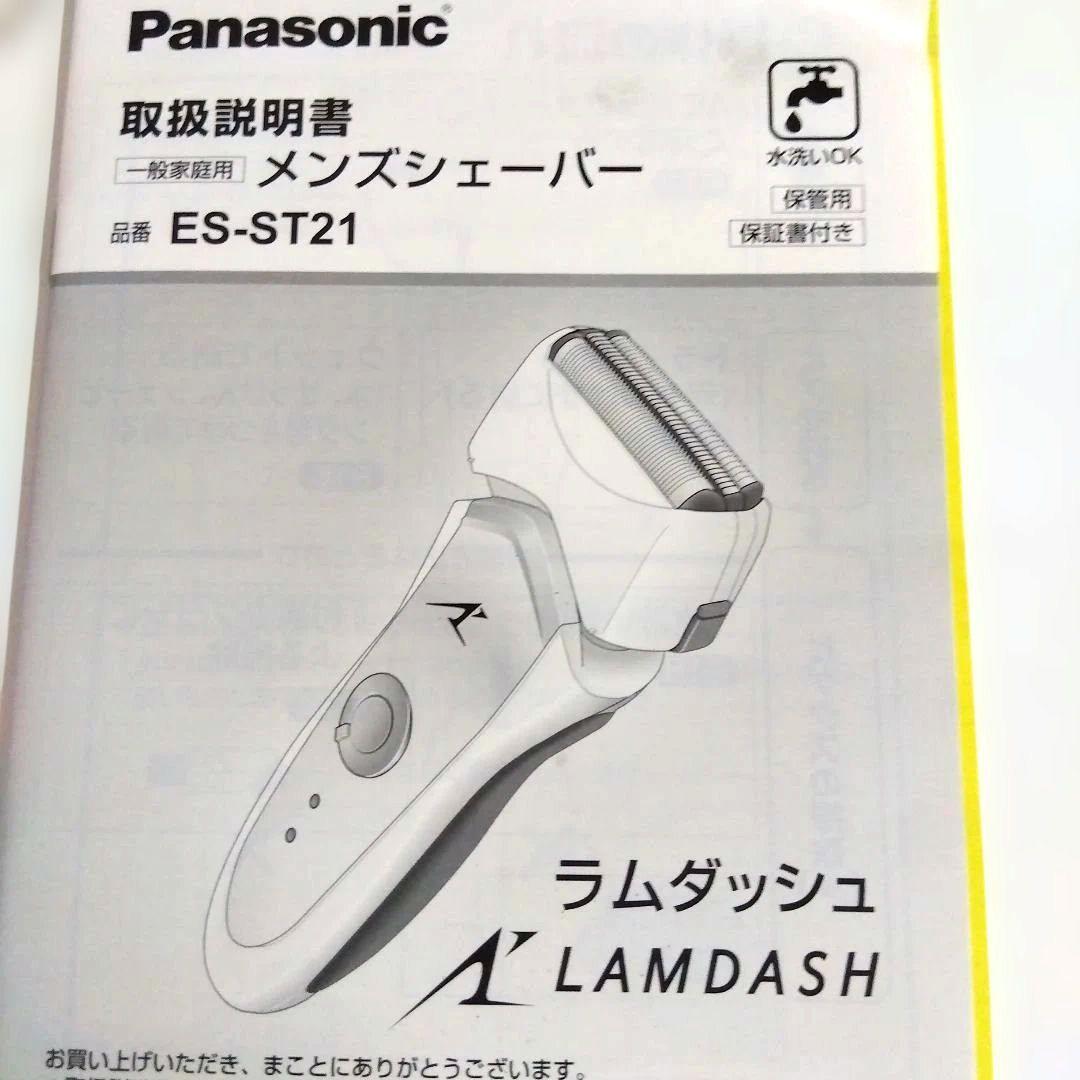 Panasonic
取扱説明書
水洗いOK
一般家庭用 メンズシェーバー
保管用
品番 ES-ST21
保証書付き
ラムダッシュ
LAMDASH
お買い上げいただき、まことにありがとうございます。